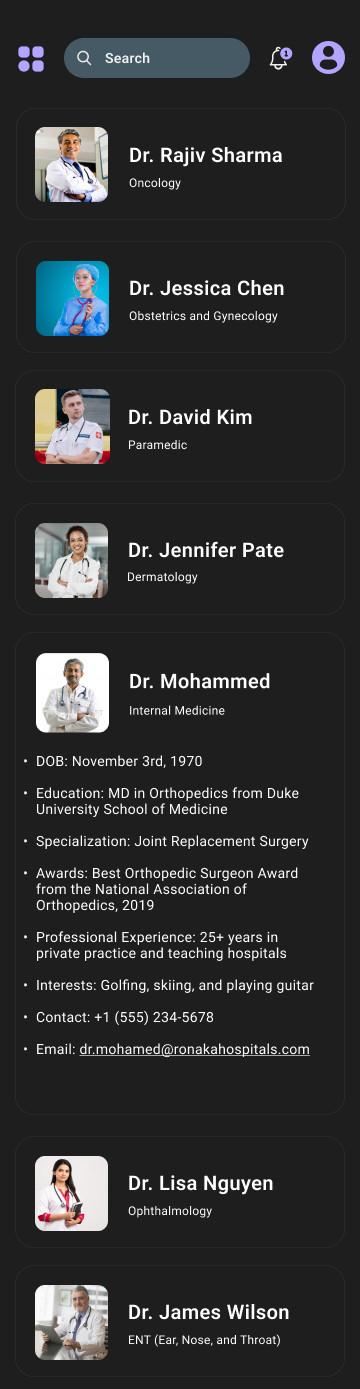 Search
1
Dr. Rajiv Sharma
Oncology
Dr. Jessica Chen
Obstetrics and Gynecology
Dr. David Kim
Paramedic
Dr. Jennifer Pate
Dermatology
Dr. Mohammed
Internal Medicine
• DOB: November 3rd, 1970
• Education: MD in Orthopedics from Duke
University School of Medicine
• Specialization: Joint Replacement Surgery
• Awards: Best Orthopedic Surgeon Award
from the National Association of
Orthopedics, 2019
• Professional Experience: 25+ years in
private practice and teaching hospitals
• Interests: Golfing, skiing, and playing guitar
• Contact: +1 (555) 234-5678
• Email: dr.mohamed@ronakahospitals.com
Dr. Lisa Nguyen
Ophthalmology
Dr. James Wilson
ENT (Ear, Nose, and Throat)